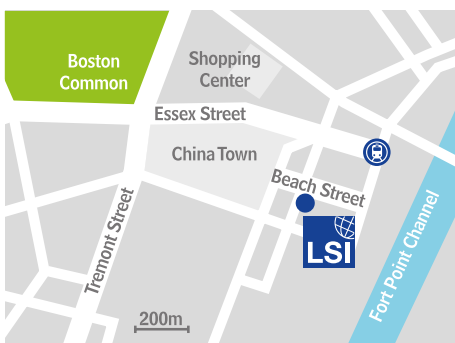 Boston
Common
Shopping
Center
Essex Street
China Town
Beach Street
LSI
Tremont Street
Fort Point Channel
200m